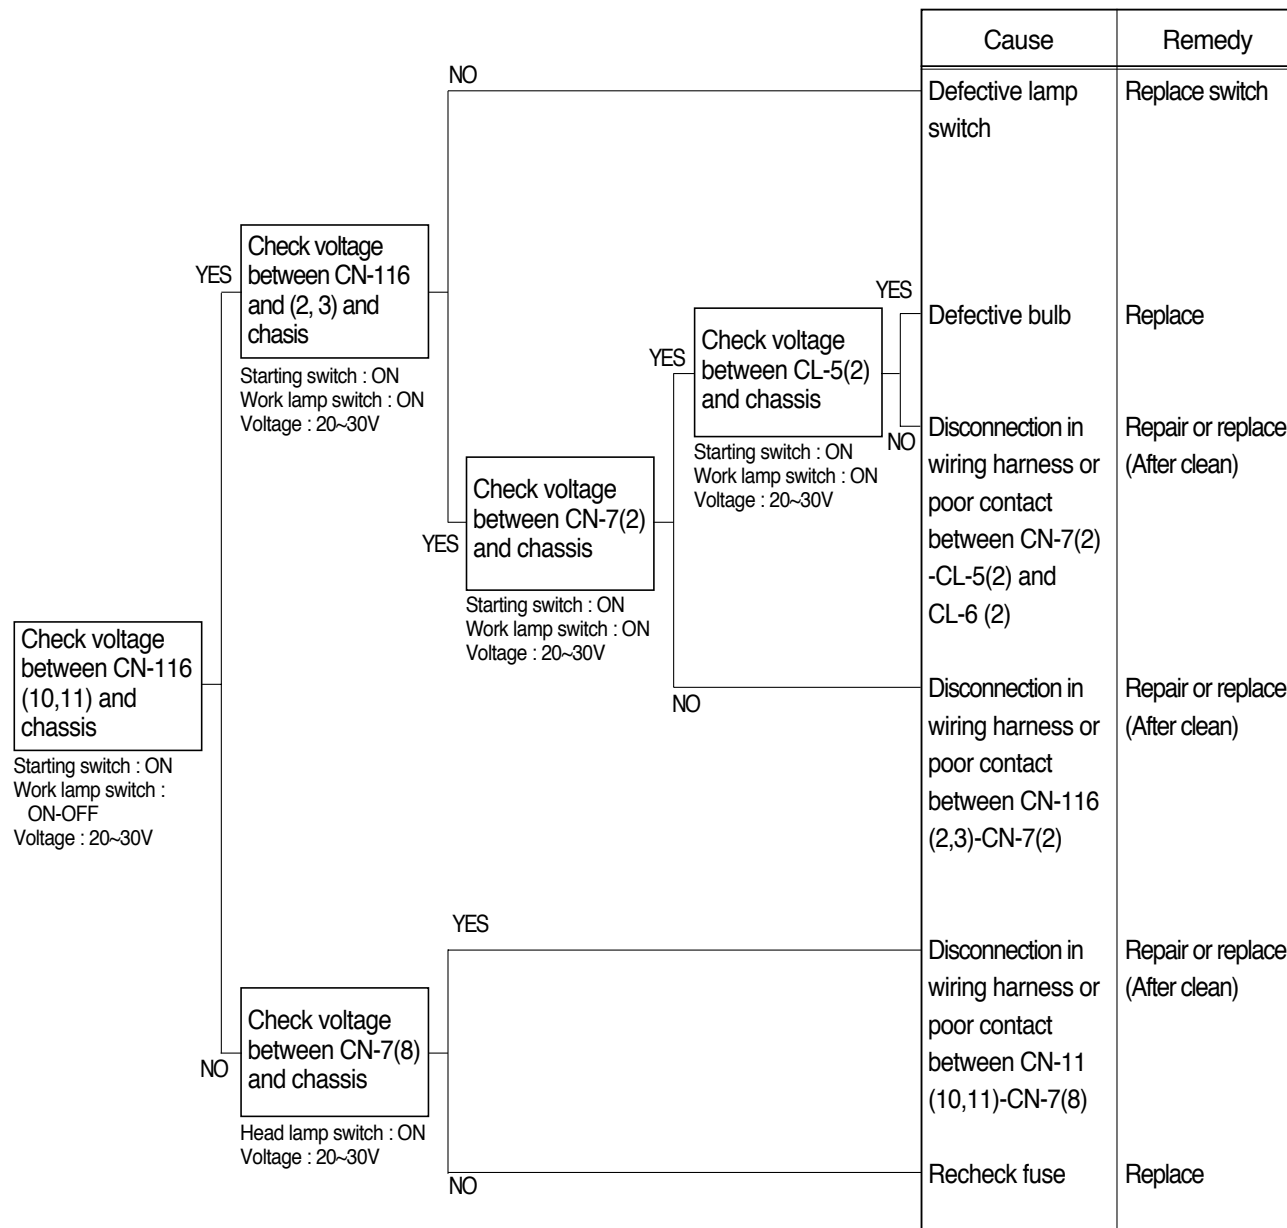 Cause
Remedy
NO
Defective lamp
switch
Replace switch
Check voltage
between CN-116
and (2, 3) and
chasis
YES
Starting switch : ON
Work lamp switch : ON
Voltage : 20~30V
YES
Defective bulb
Replace
Check voltage
between CL-5(2)
and chassis
YES
NO
Starting switch : ON
Work lamp switch : ON
Voltage : 20~30V
Disconnection in
wiring harness or
poor contact
between CN-7(2)
-CL-5(2) and
CL-6 (2)
Repair or replace
(After clean)
Check voltage
between CN-7(2)
and chassis
YES
Starting switch : ON
Work lamp switch : ON
Voltage : 20~30V
Check voltage
between CN-116
(10,11) and
chassis
Starting switch : ON
Work lamp switch :
ON-OFF
Voltage : 20~30V
NO
Disconnection in
wiring harness or
poor contact
between CN-116
(2,3)-CN-7(2)
Repair or replace
(After clean)
YES
Disconnection in
wiring harness or
poor contact
between CN-11
(10,11)-CN-7(8)
Repair or replace
(After clean)
Check voltage
between CN-7(8)
and chassis
NO
Head lamp switch : ON
Voltage : 20~30V
NO
Recheck fuse
Replace